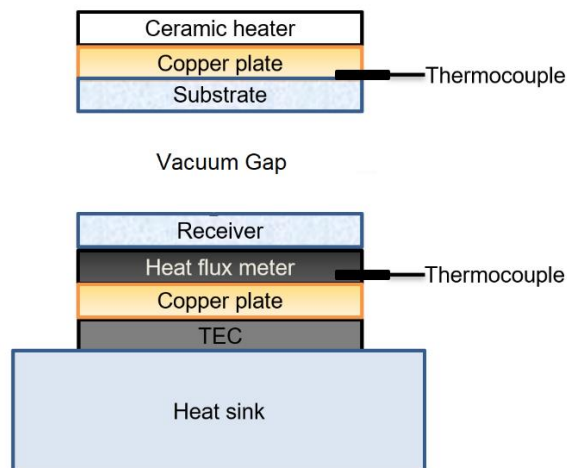 Ceramic heater
Copper plate
Thermocouple
Substrate
Vacuum Gap
Receiver
Heat flux meter
Thermocouple
Copper plate
TEC
Heat sink